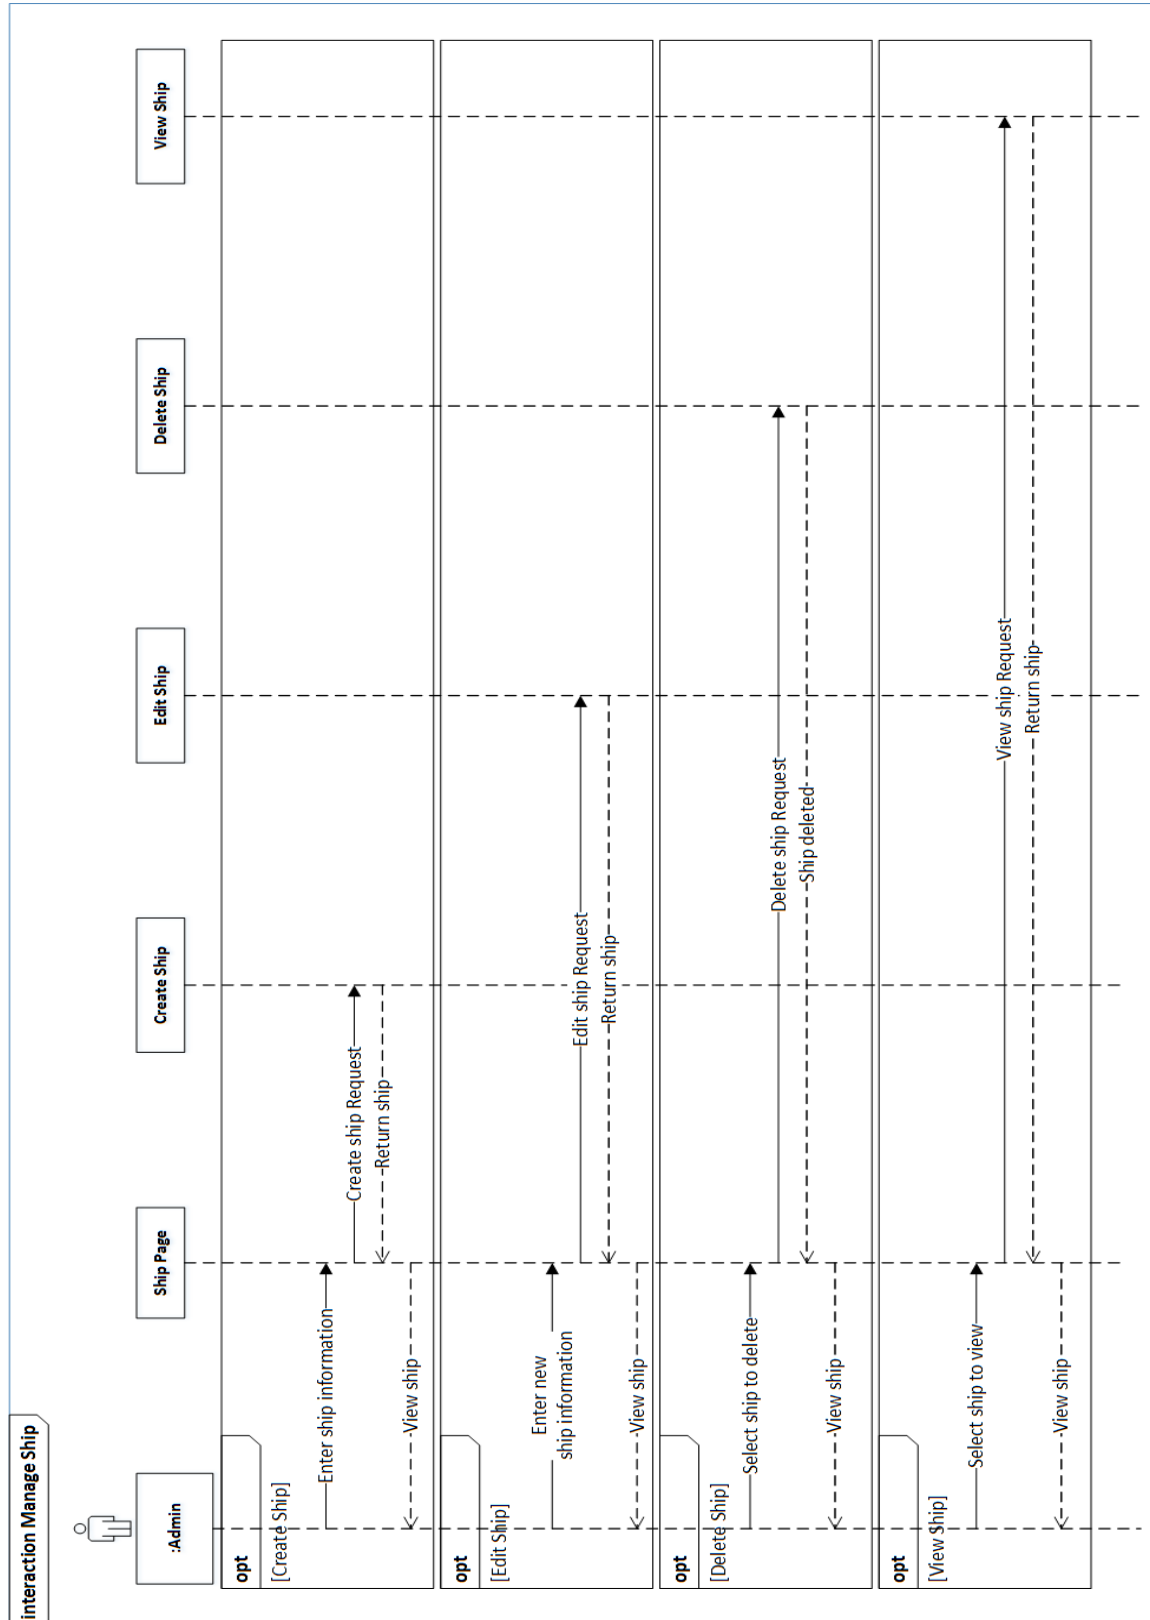 interaction Manage Ship
:Admin
Ship Page
Create Ship
Edit Ship
Delete Ship
View Ship
opt
[Create Ship]
Enter ship information
Create ship Request
Return ship
View ship
opt
[Edit Ship]
Enter new
ship information
Edit ship Request
Return ship
View ship
opt
[Delete Ship]
Select ship to delete
Delete ship Request
Ship deleted
View ship
opt
[View Ship]
Select ship to view
View ship Request
Return ship
View ship